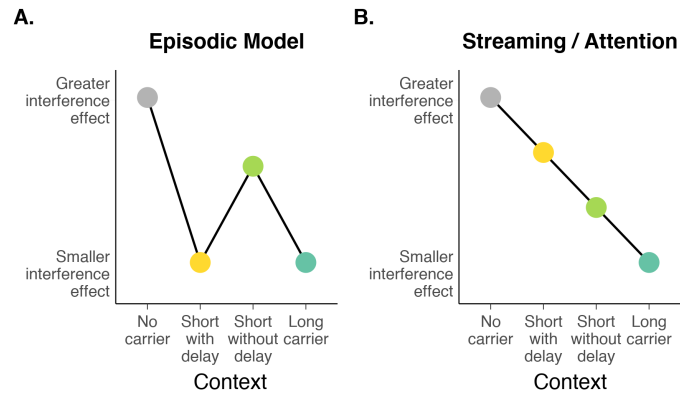 A.
Episodic Model
Greater
interference
effect
Smaller
interference
effect
No
carrier
Short
with
delay
Short
without
delay
Long
carrier
Context
B.
Streaming / Attention
Greater
interference
effect
Smaller
interference
effect
No
carrier
Short
with
delay
Short
without
delay
Long
carrier
Context